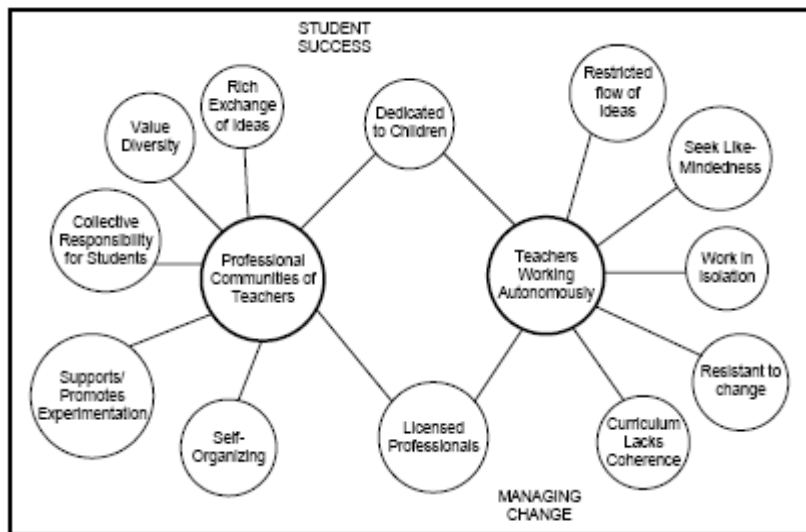 STUDENT
SUCCESS
Rich
Exchange
of Ideas
Value
Diversity
Collective
Responsibility
for Students
Supports/
Promotes
Experimentation
Self-
Organizing
Professional
Communities of
Teachers
Dedicated
to Children
Licensed
Professionals
Teachers
Working
Autonomously
Restricted
flow of
Ideas
Seek Like-
Mindedness
Work in
Isolation
Resistant to
change
Curriculum
Lacks
Coherence
MANAGING
CHANGE